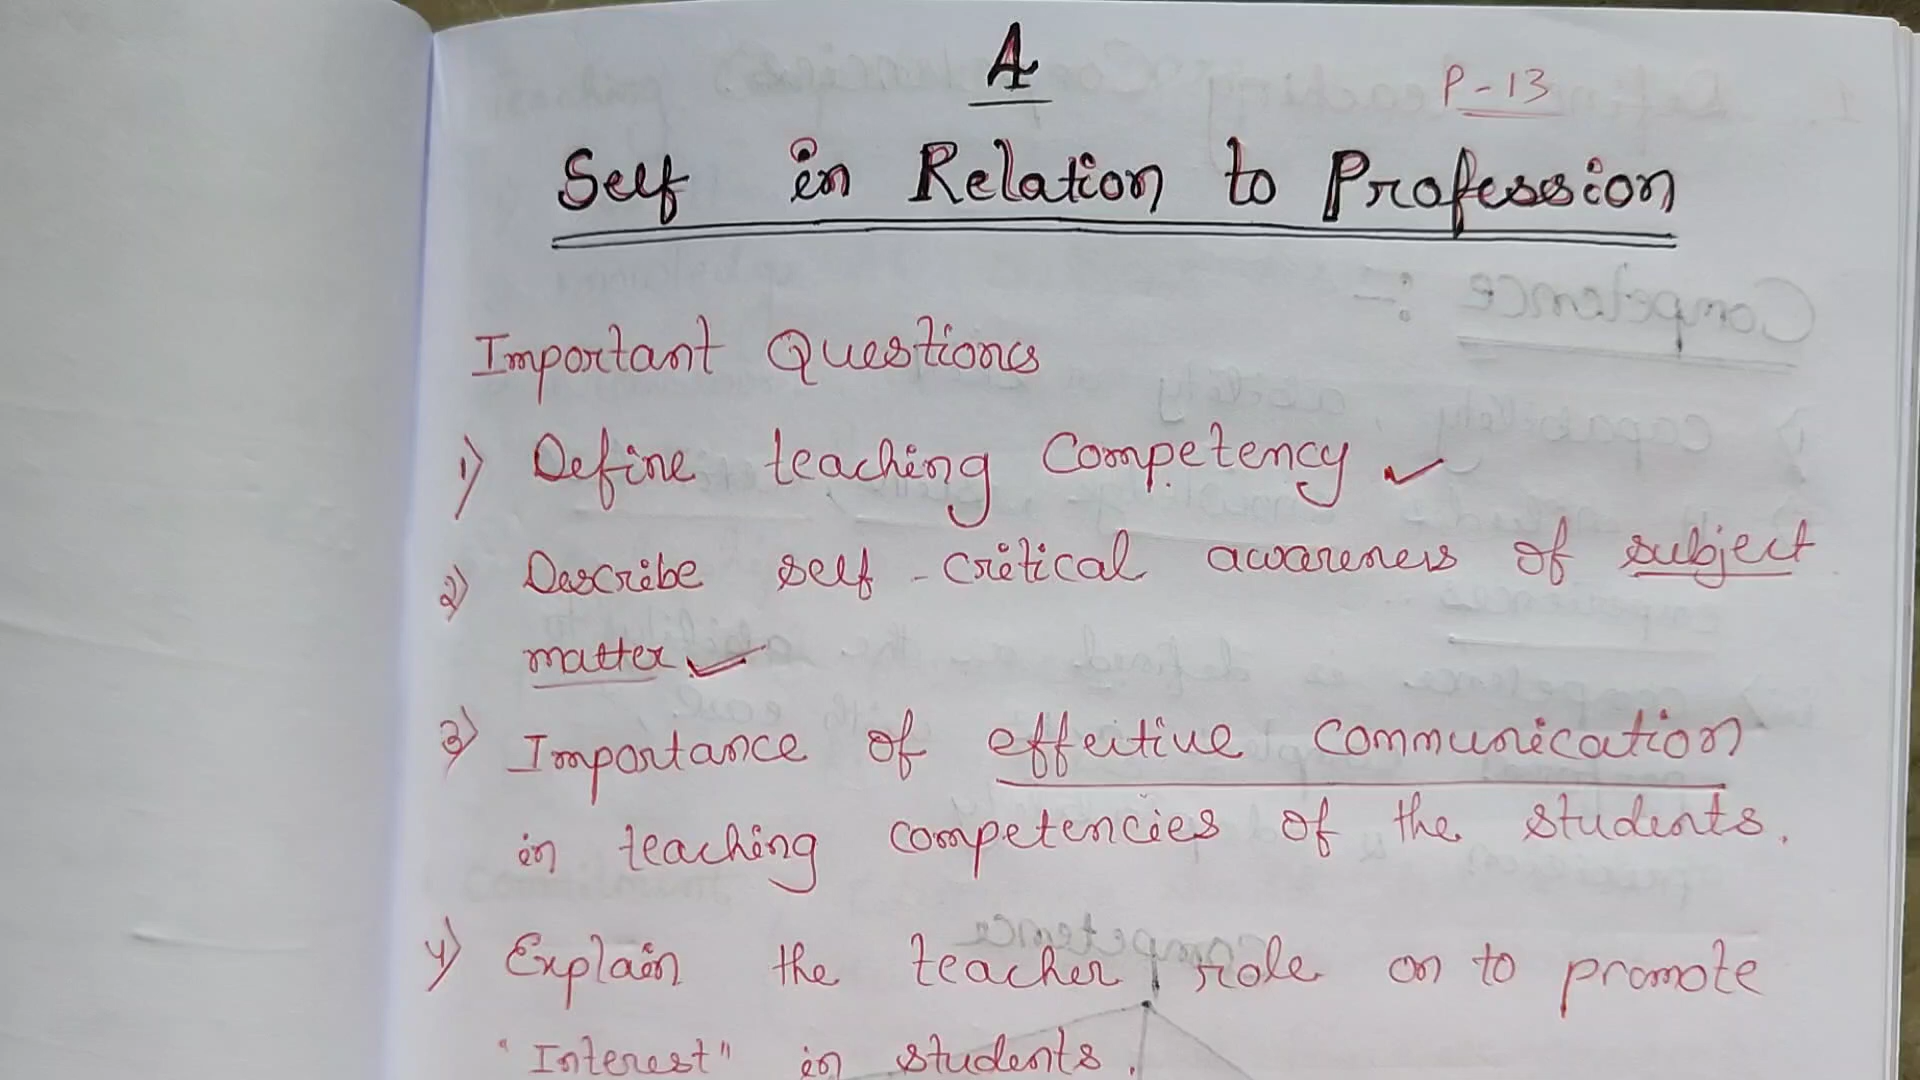 A
P-13
Self in Relation to Profession
Important Questions
1) Define teaching Competency
2) Describe self-critical awareness of subject
matter
3) Importance of effective communication
in teaching competencies of the students.
4) Explain the teacher role on to promote
"Interest" in students.